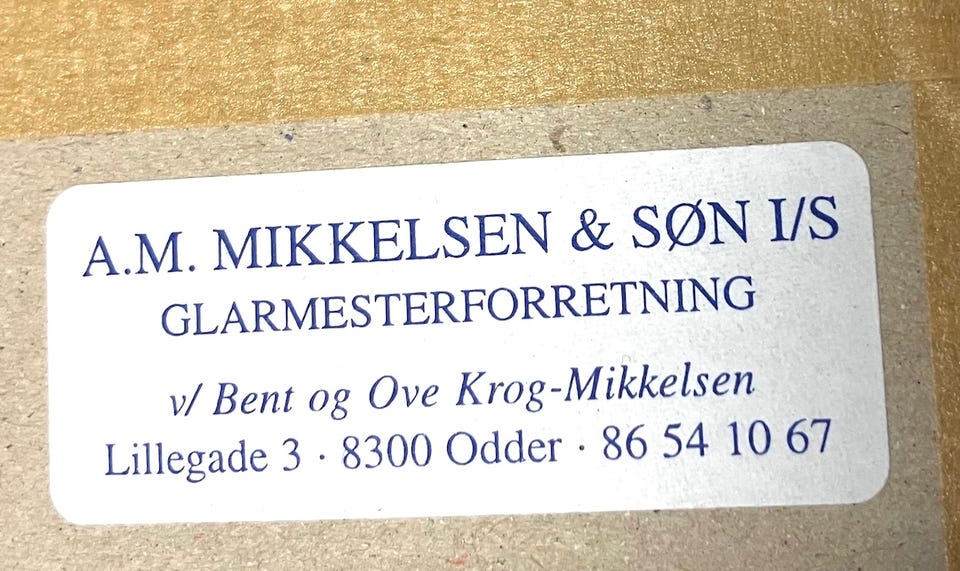 A.M. MIKKELSEN & SØN I/S
GLARMESTERFORRETNING
v/ Bent og Ove Krog-Mikkelsen
Lillegade 3 · 8300 Odder · 86 54 10 67